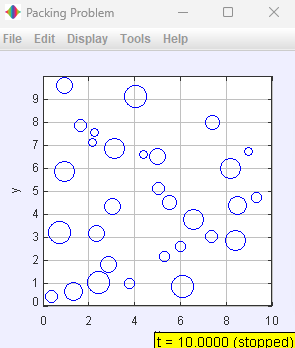 Packing Problem
File Edit Display Tools Help
9
8
7
6
5
4
3
2
1
0
y
0 2 4 6 8 10
t = 10.0000 (stopped)